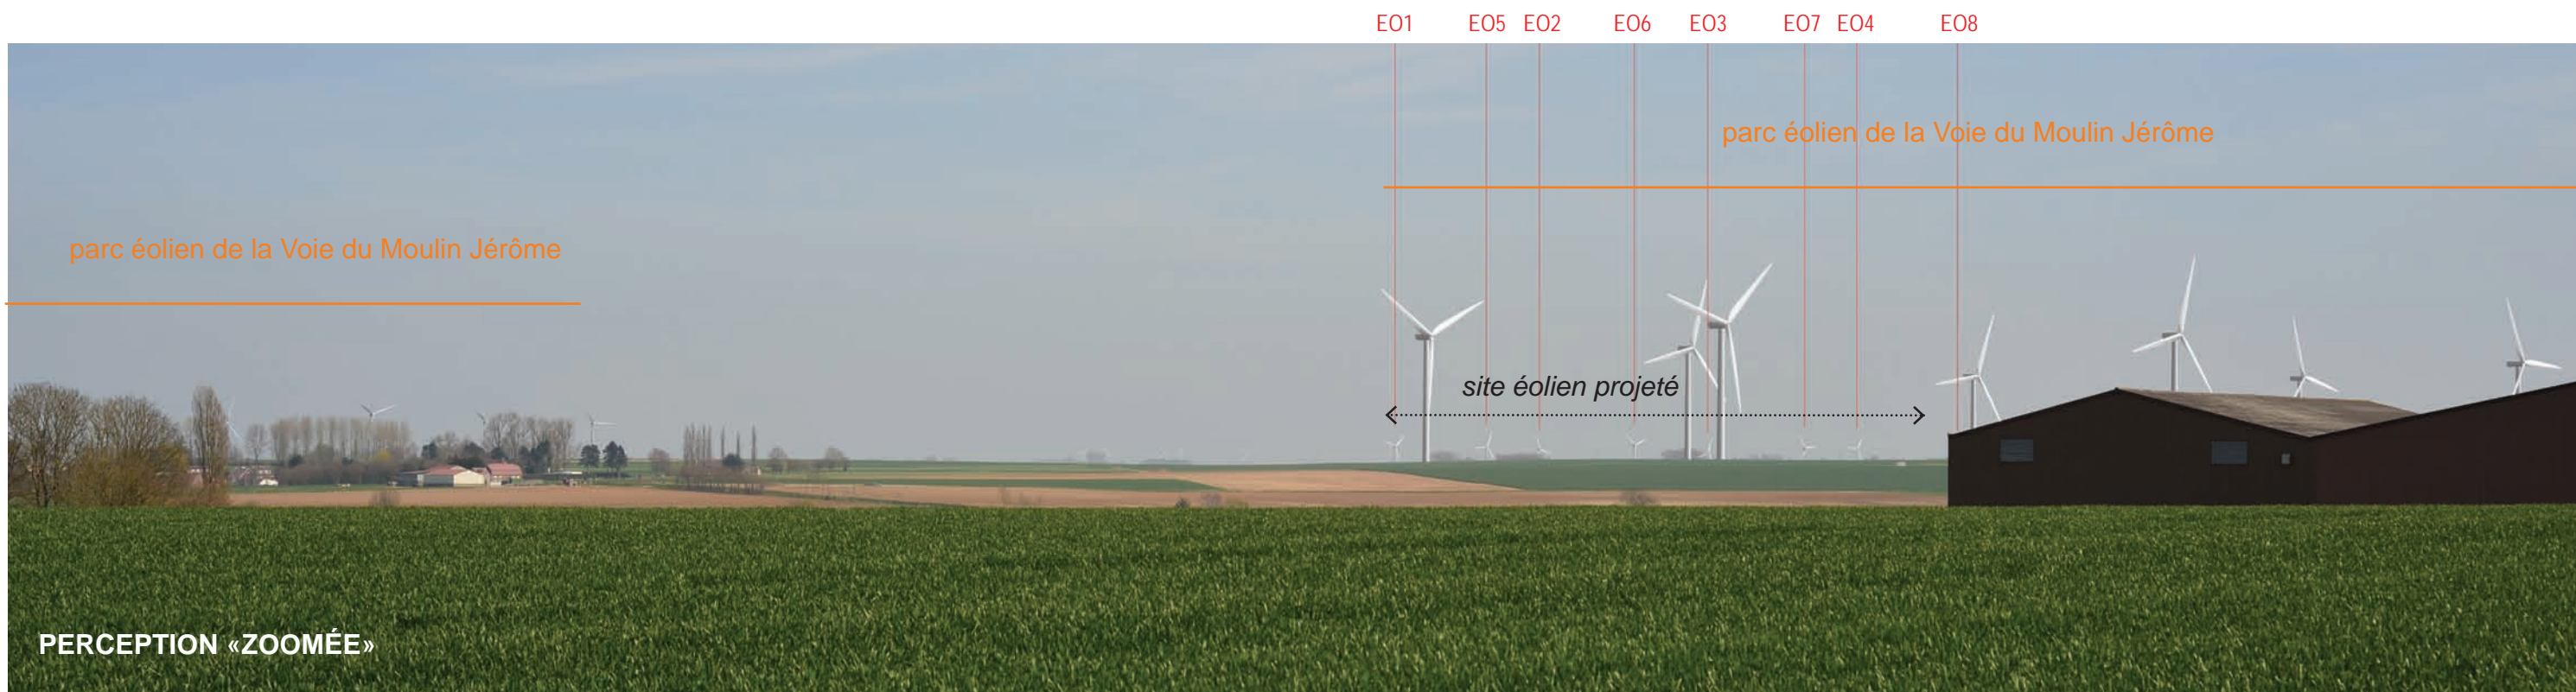 EO1 EO5 EO2 EO6 EO3 EO7 EO4 EO8
parc éolien de la Voie du Moulin Jérôme
parc éolien de la Voie du Moulin Jérôme
site éolien projeté
PERCEPTION «ZOOMÉE»